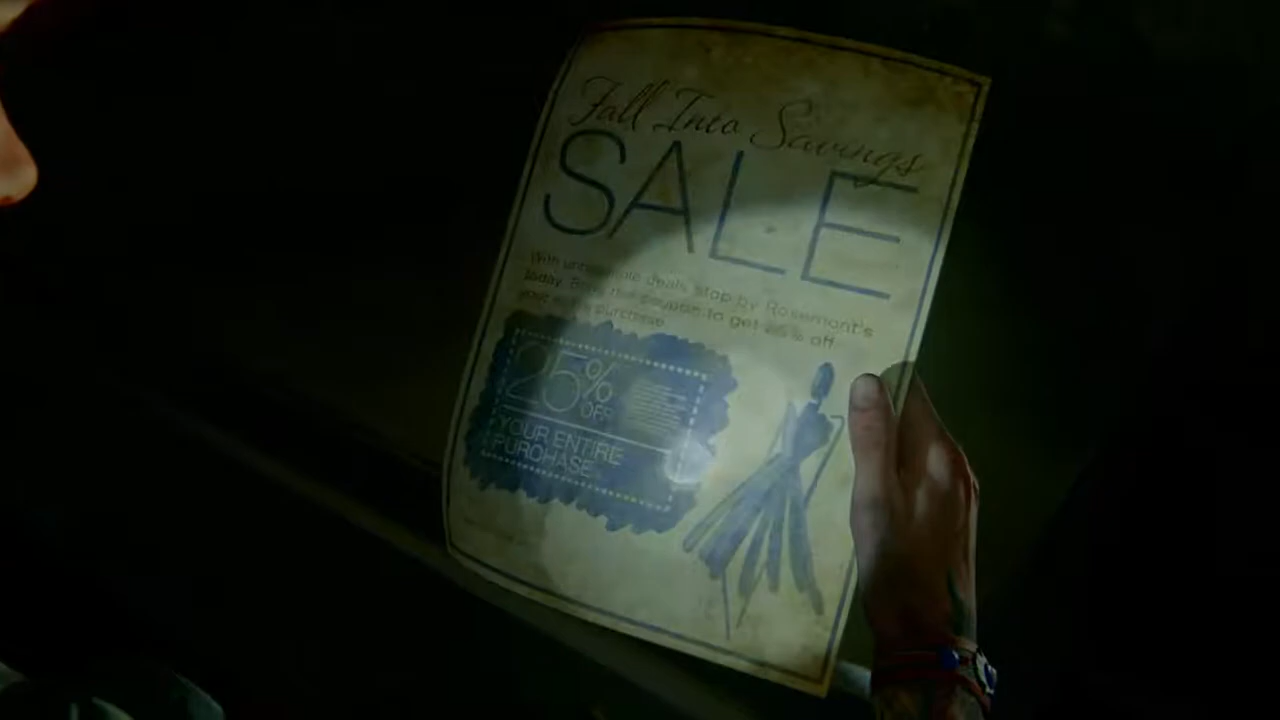 Fall Into Savings
SALE
With deals, stop by Rosemont's
today. coupon to get 25% off
your purchase.
25%
OFF
YOUR ENTIRE
PURCHASE